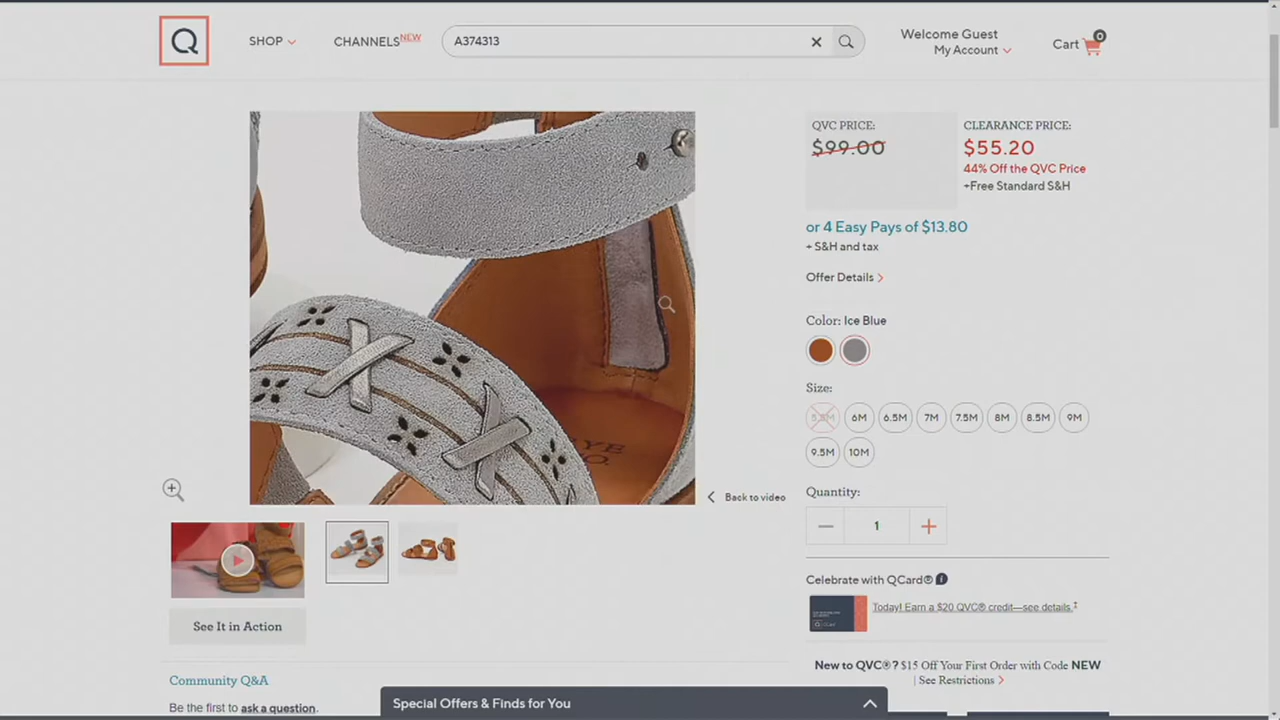 Q
SHOP
CHANNELS NEW
A374313
Welcome Guest
My Account
Cart
0
QVC PRICE:
$99.00
CLEARANCE PRICE:
$55.20
44% Off the QVC Price
+Free Standard S&H
or 4 Easy Pays of $13.80
+ S&H and tax
Offer Details
Color: Ice Blue
Size:
5.5M 6M 6.5M 7M 7.5M 8M 8.5M 9M
9.5M 10M
Quantity:
1
Back to video
Celebrate with QCard®
Today! Earn a $20 QVC® credit—see details.‡
See It in Action
New to QVC®? $15 Off Your First Order with Code NEW
| See Restrictions
Community Q&A
Be the first to ask a question.
Special Offers & Finds for You